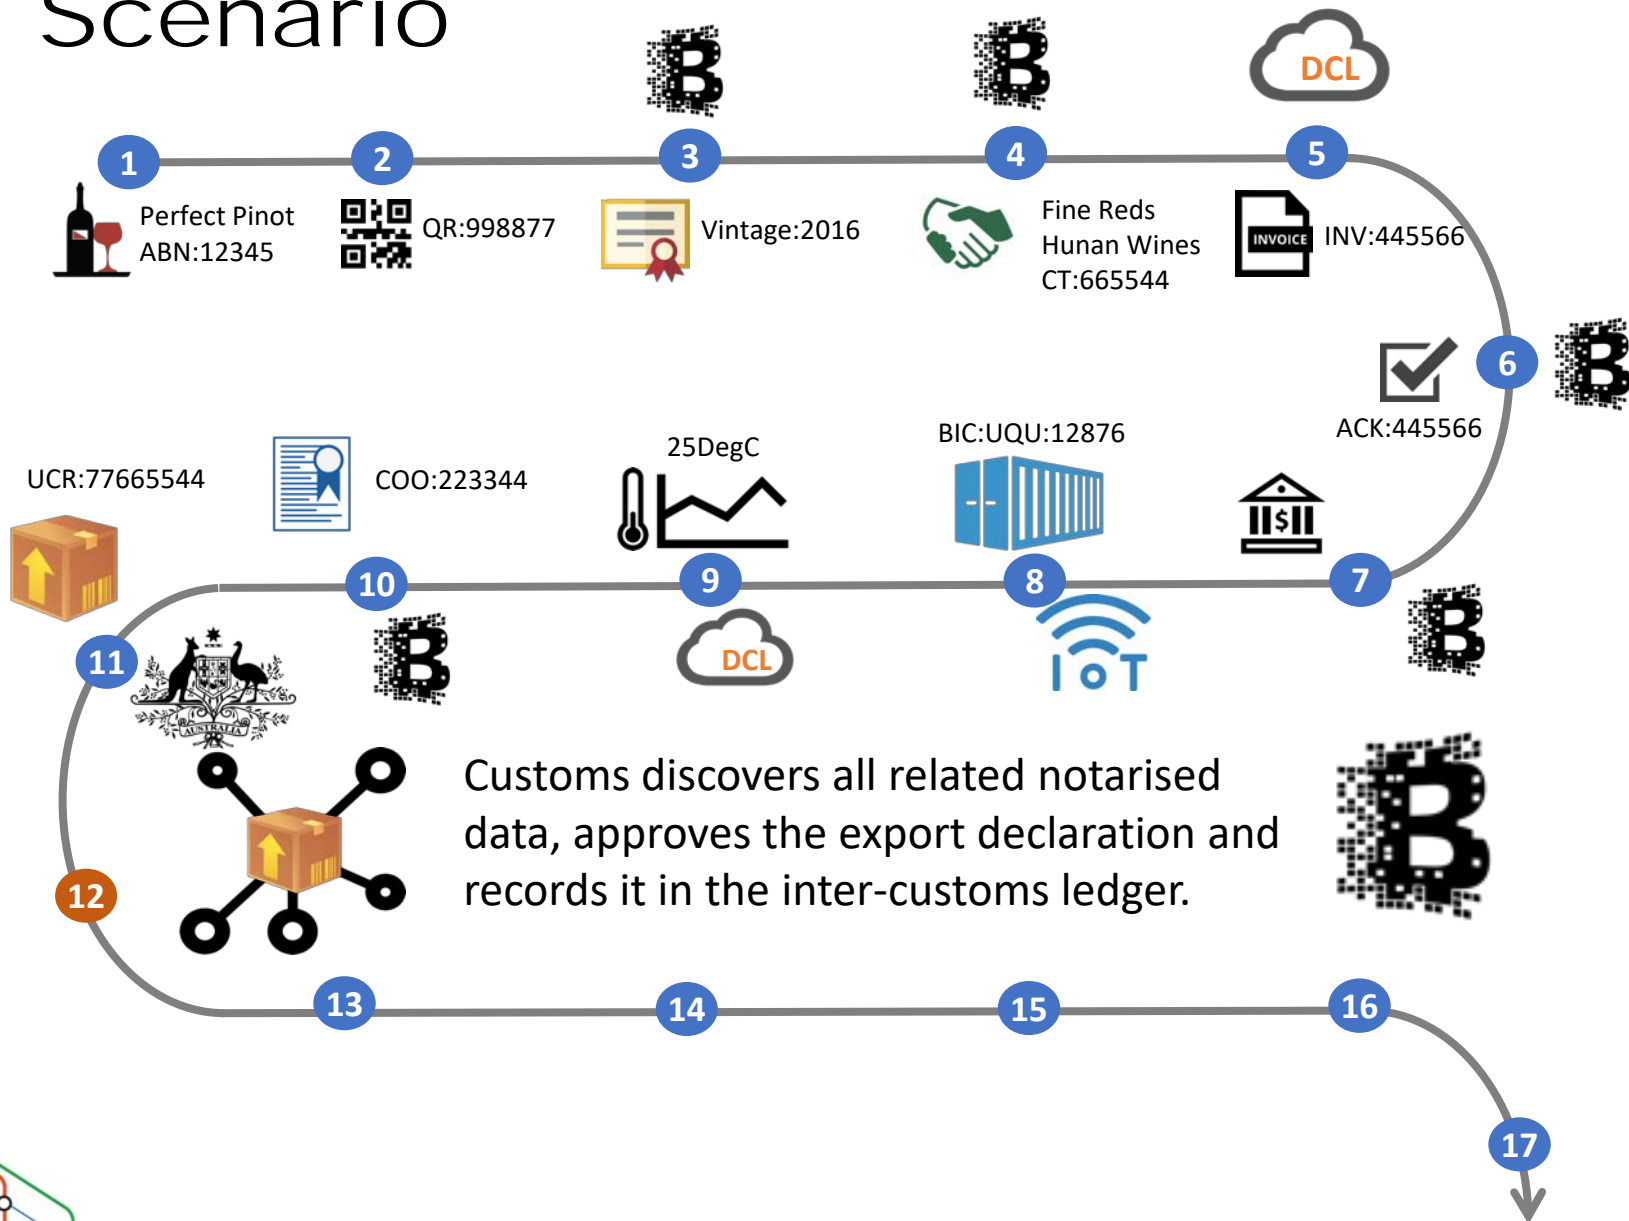 Scenario
DCL
1
2
3
4
5
Perfect Pinot
ABN:12345
QR:998877
Vintage:2016
Fine Reds
Hunan Wines
CT:665544
INVOICE
INV:445566
6
ACK:445566
UCR:77665544
COO:223344
25DegC
BIC:UQU:12876
$
7
8
9
10
11
DCL
IoT
AUSTRALIA
Customs discovers all related notarised
data, approves the export declaration and
records it in the inter-customs ledger.
12
13
14
15
16
17